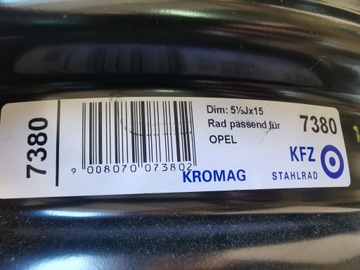 7380
Dim: 5½Jx15
Rad passend für
OPEL
7380
KFZ
STAHLRAD
9 008070 073802
KROMAG